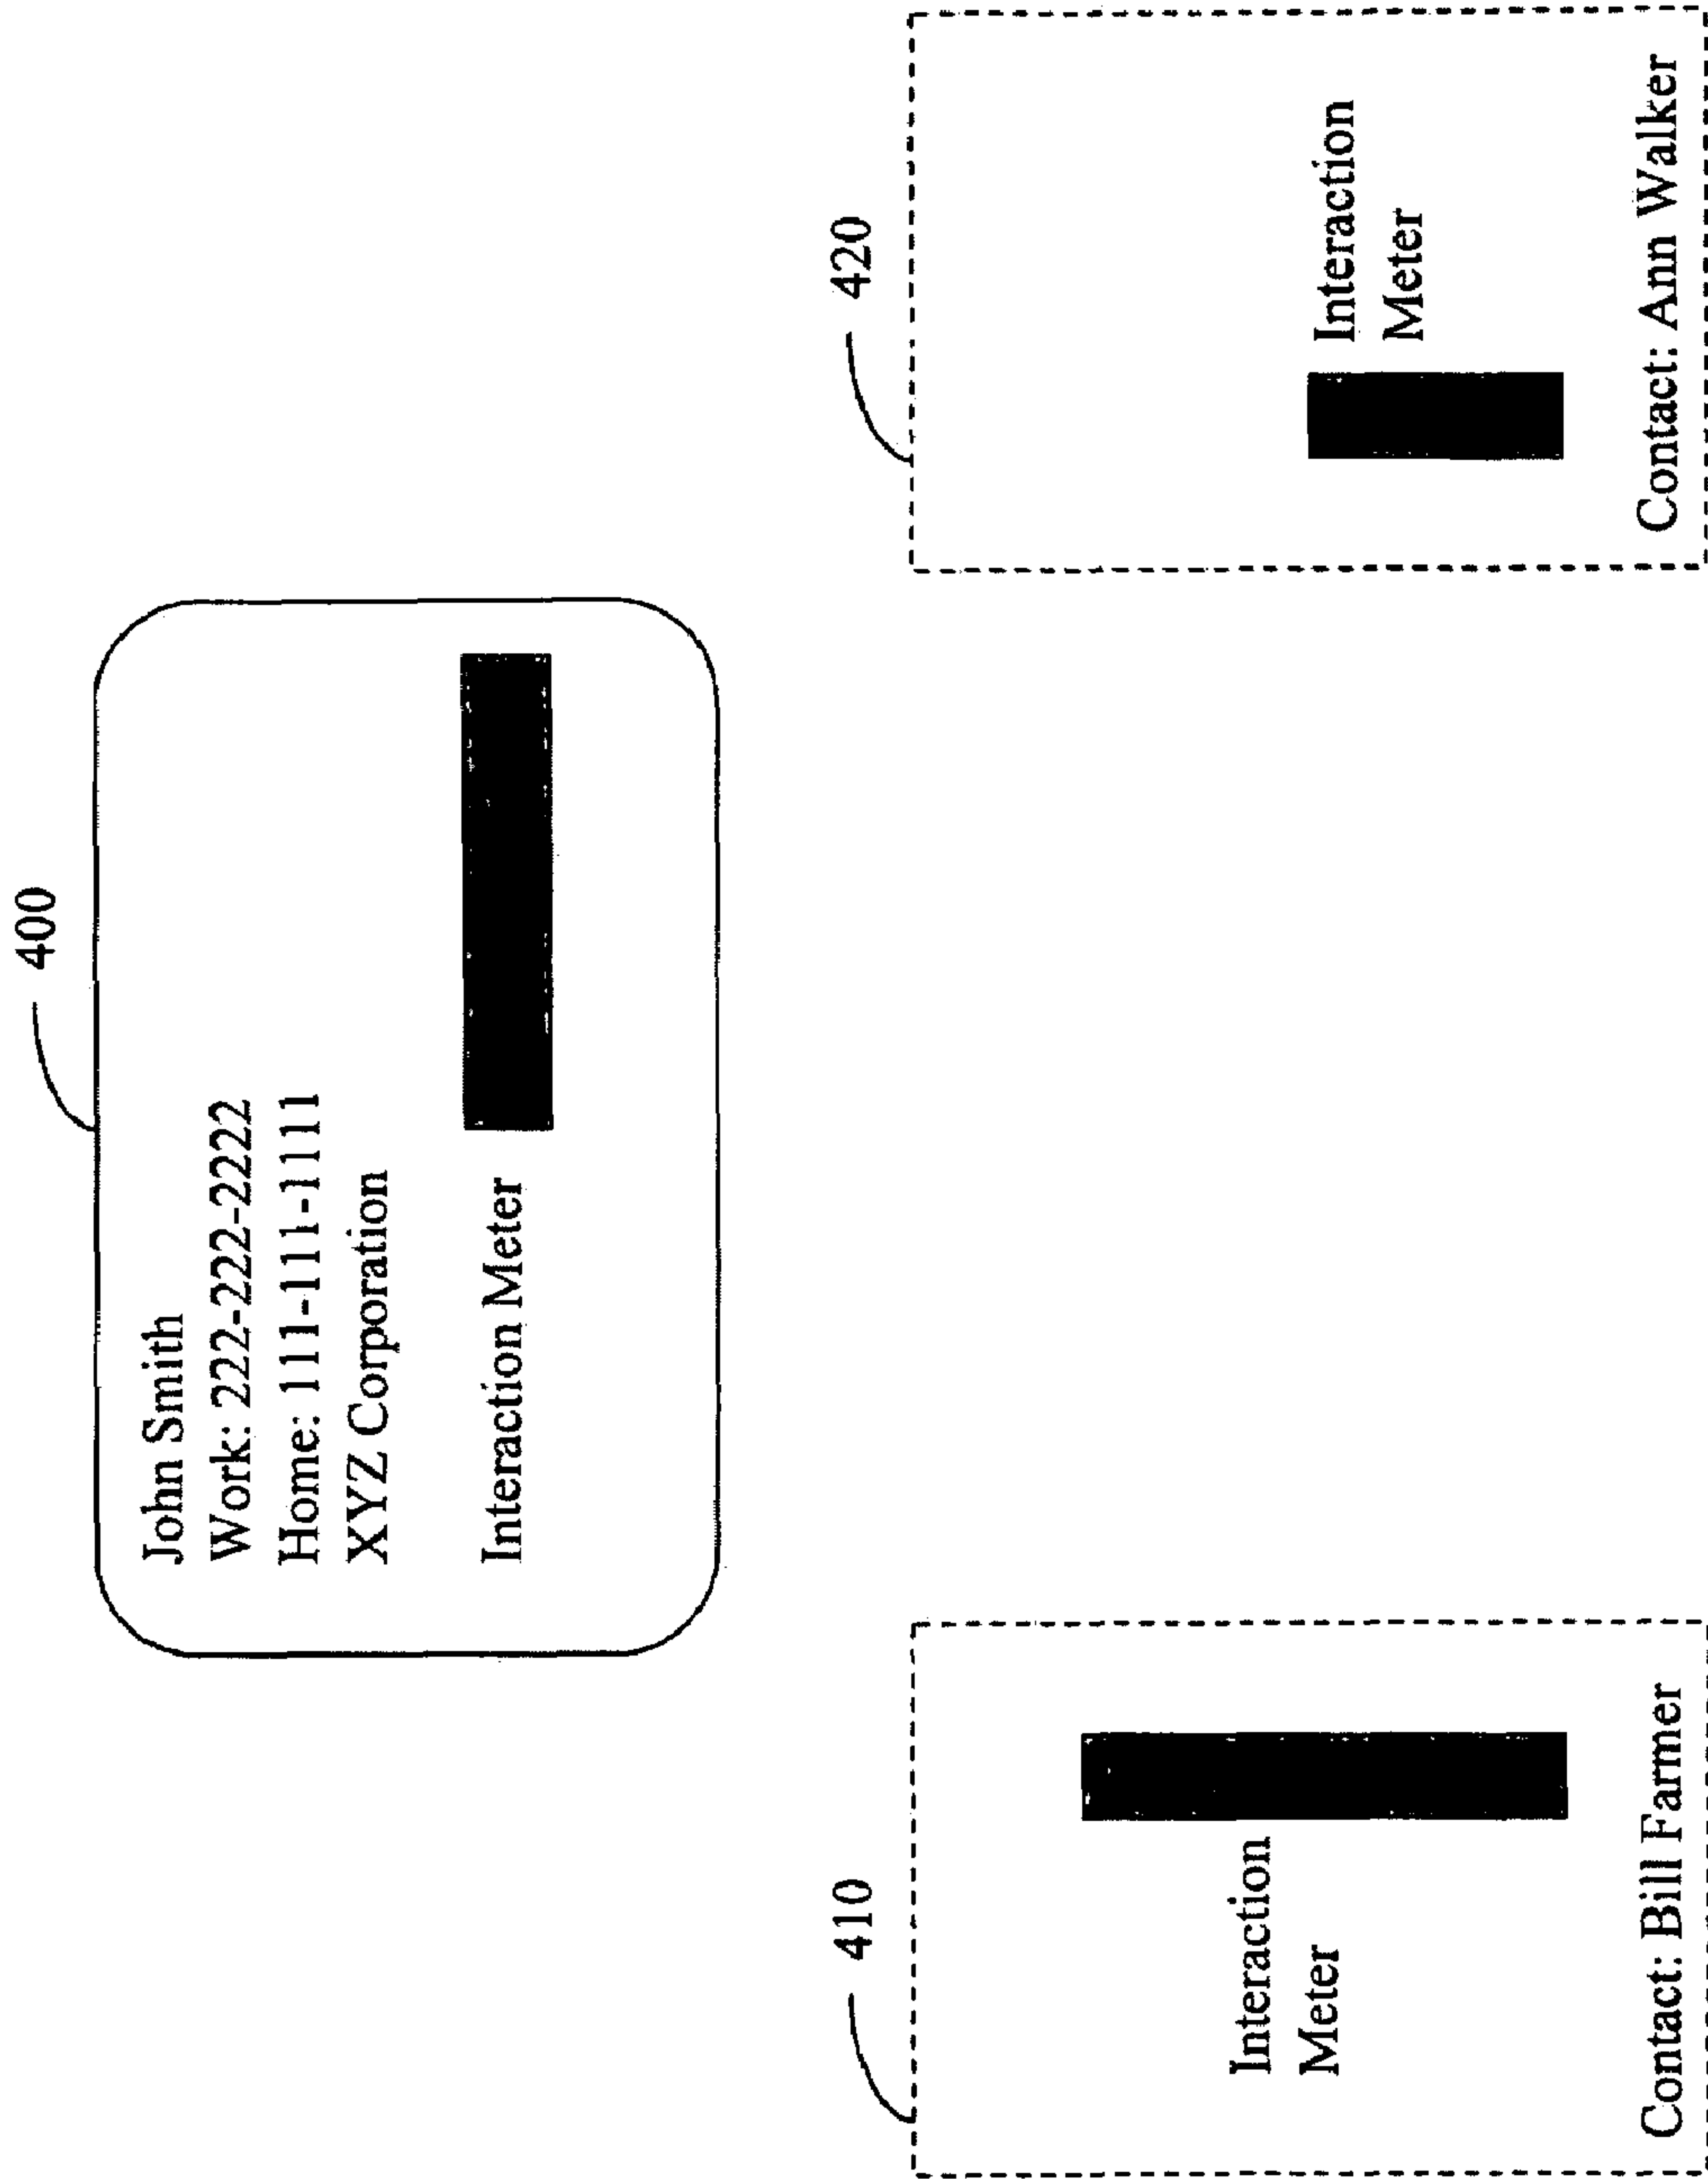 400
John Smith
Work: 222-222-2222
Home: 111-111-1111
XYZ Corporation
Interaction Meter
410
Interaction
Meter
Contact: Bill Farmer
420
Interaction
Meter
Contact: Ann Walker